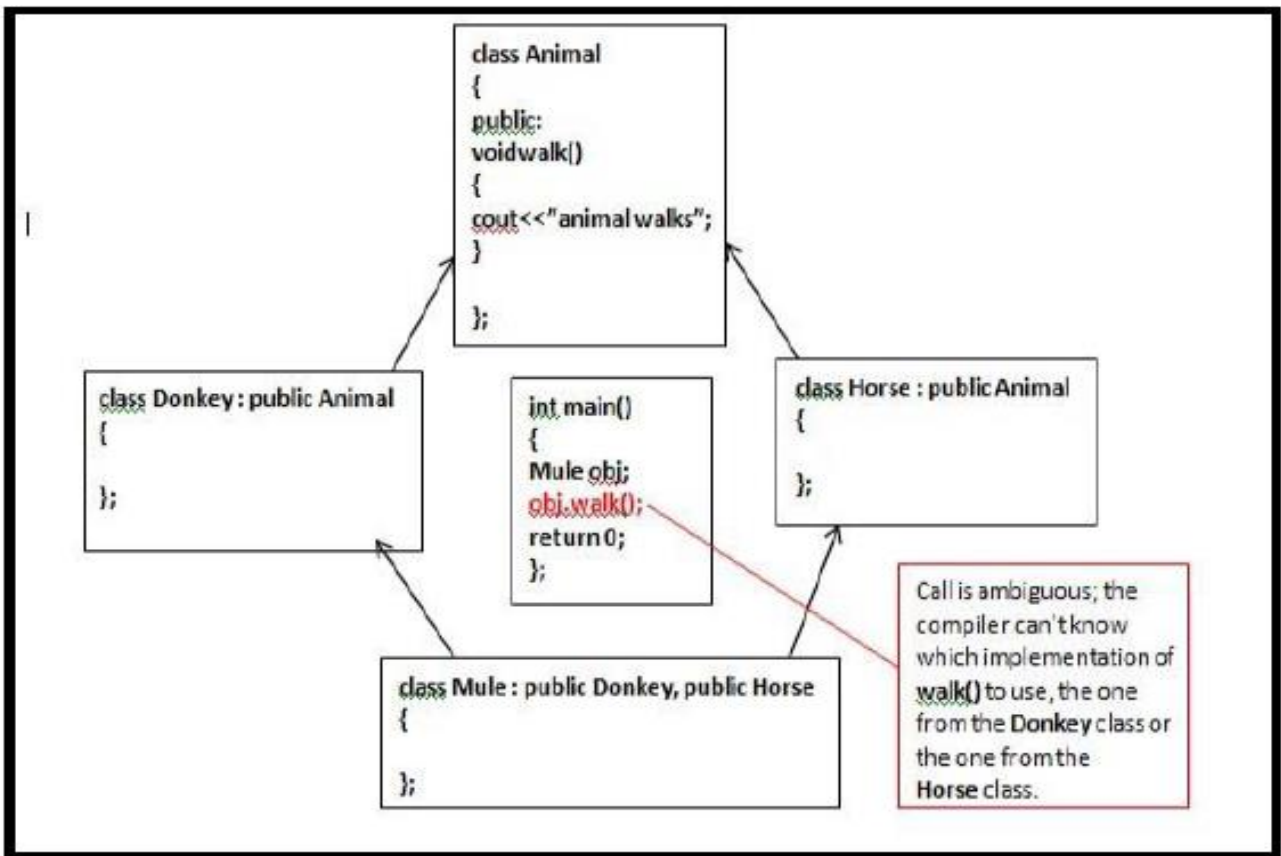 class Animal
{
public:
voidwalk()
{
cout<<"animal walks";
}
};
class Donkey : public Animal
{
};
int main()
{
Mule obj;
obj.walk();
return 0;
};
class Horse : public Animal
{
};
Call is ambiguous; the
compiler can't know
which implementation of
walk() to use, the one
from the Donkey class or
the one from the
Horse class.
class Mule : public Donkey, public Horse
{
};